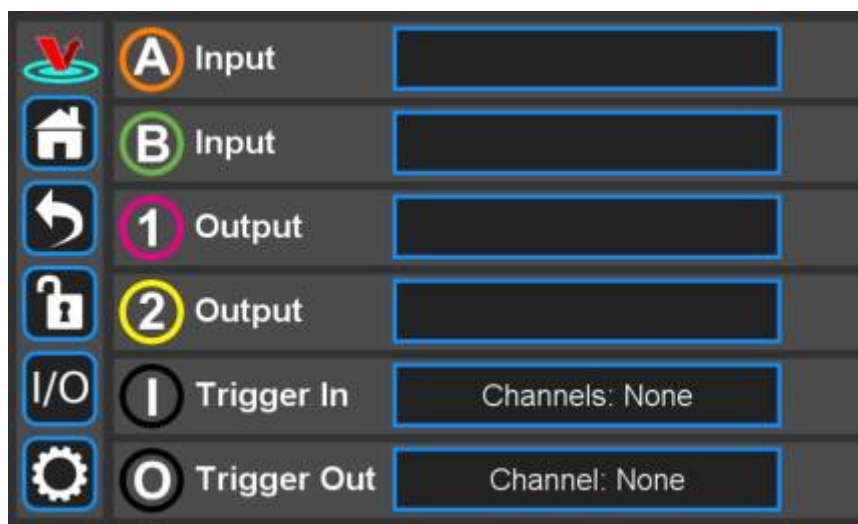 A Input
B Input
1 Output
2 Output
I/O
I Trigger In Channels: None
O Trigger Out Channel: None